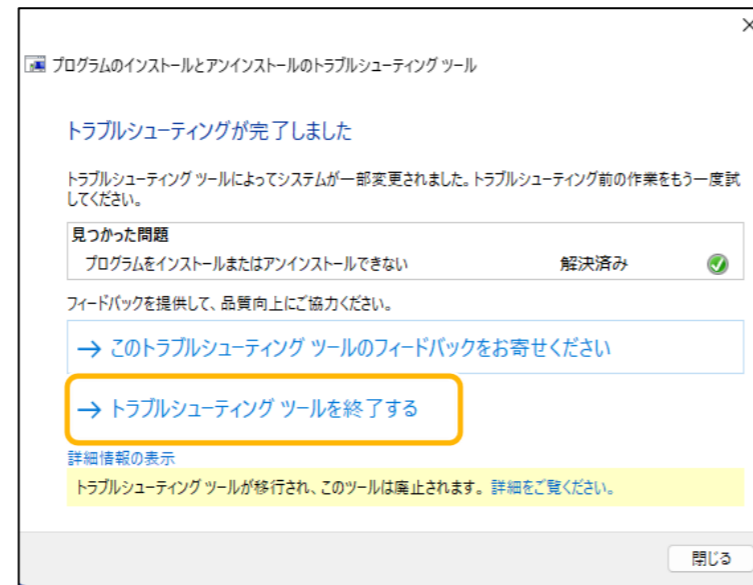 プログラムのインストールとアンインストールのトラブルシューティング ツール
トラブルシューティングが完了しました
トラブルシューティング ツールによってシステムが一部変更されました。トラブルシューティング前の作業をもう一度試
してください。
見つかった問題
プログラムをインストールまたはアンインストールできない 解決済み
フィードバックを提供して、品質向上にご協力ください。
→ このトラブルシューティング ツールのフィードバックをお寄せください
→ トラブルシューティング ツールを終了する
詳細情報の表示
トラブルシューティング ツールが移行され、このツールは廃止されます。 詳細をご覧ください。
閉じる